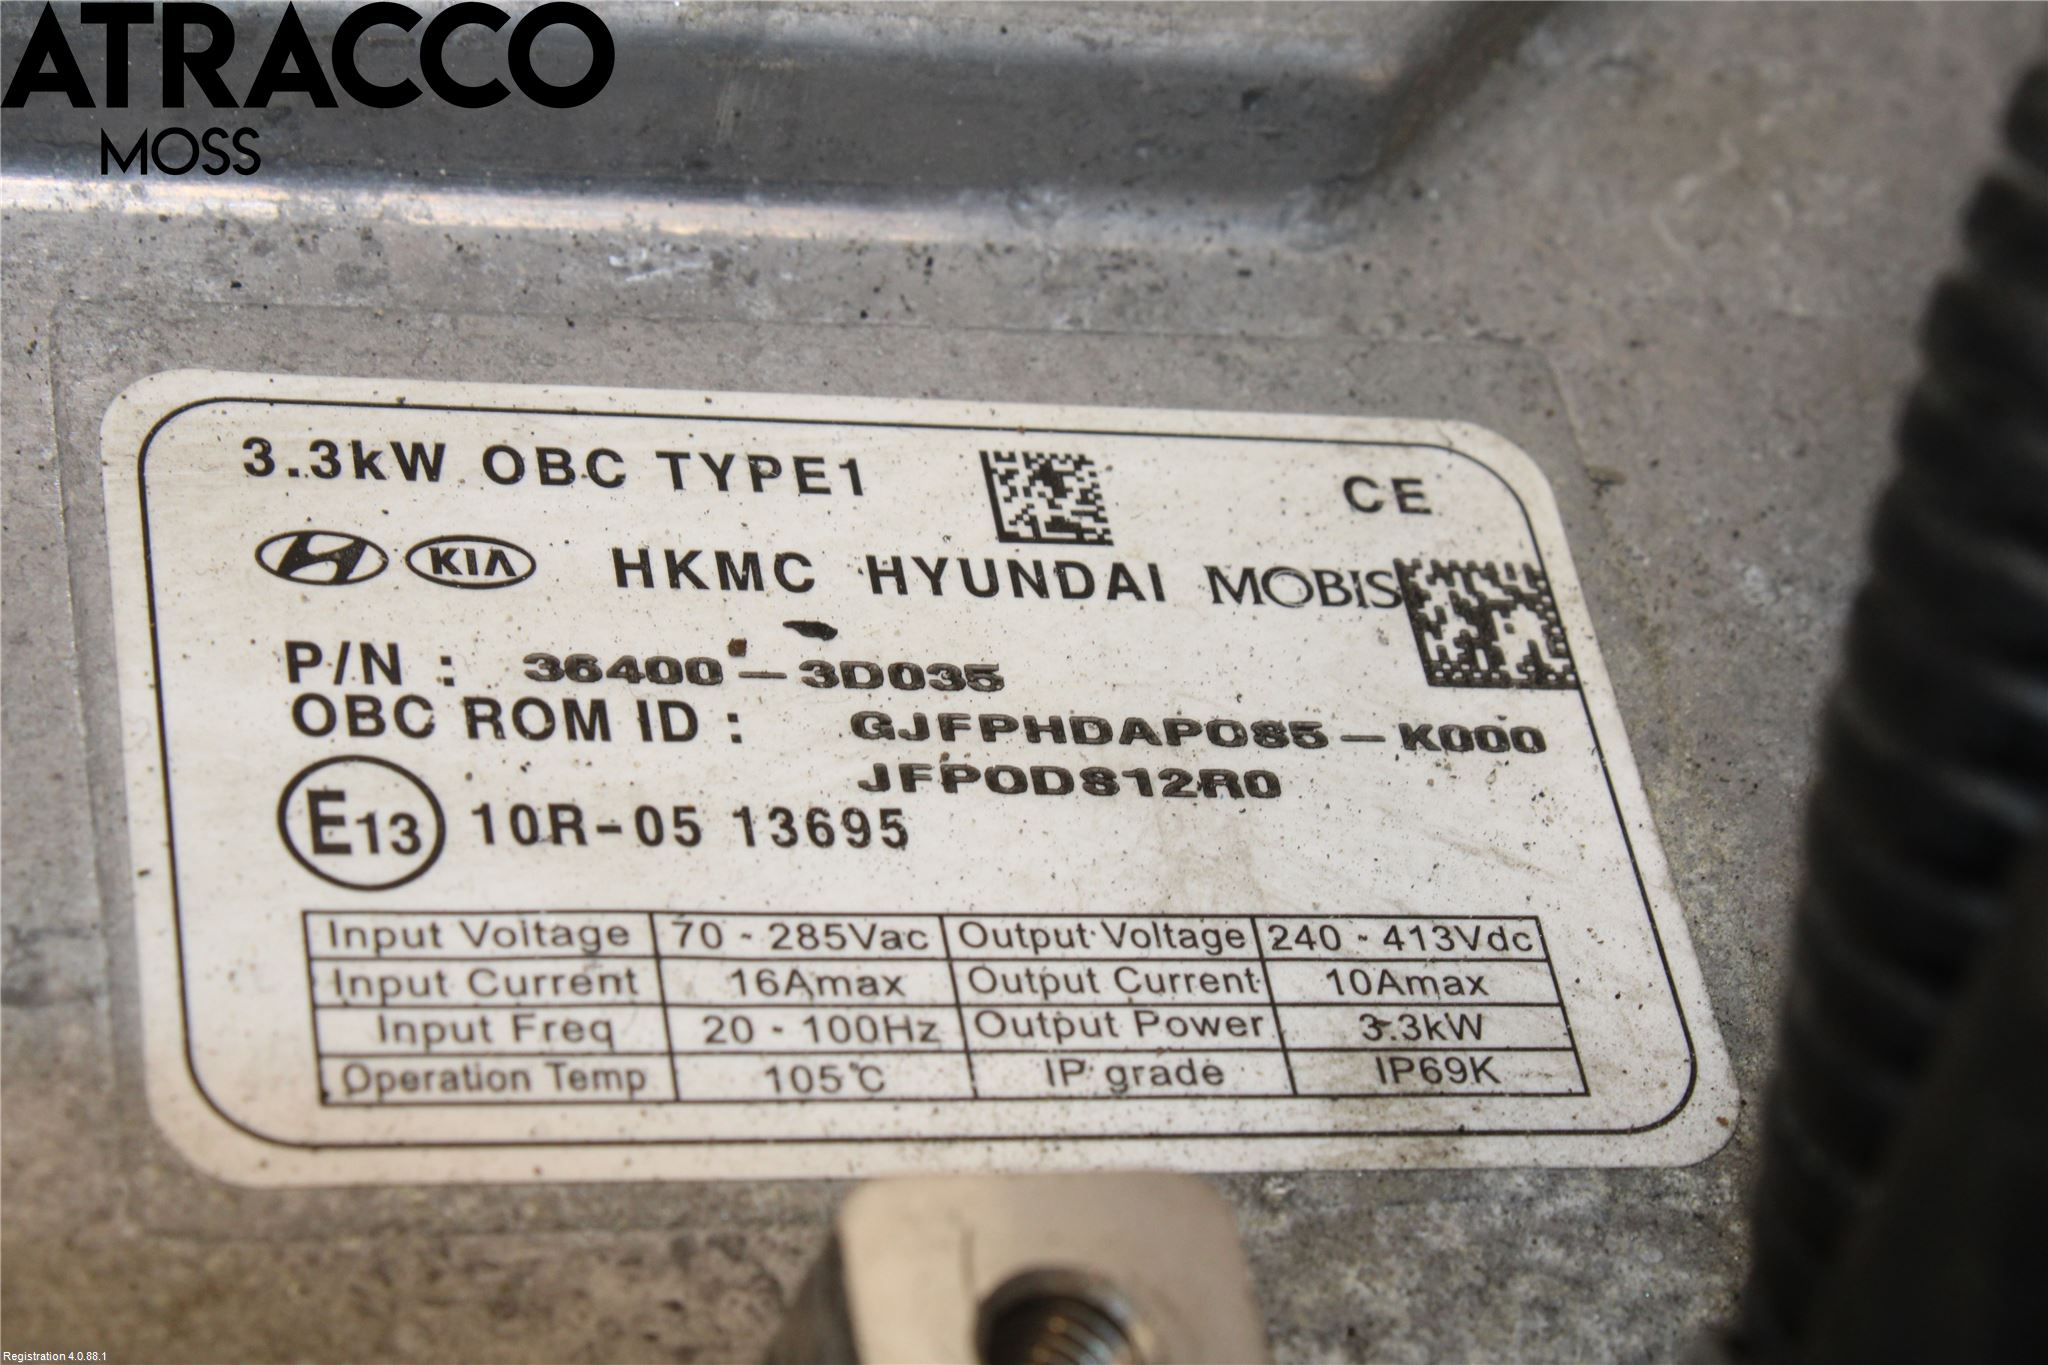 ATRACCO
MOSS
3.3kW OBC TYPE1
CE
KIA HKMC HYUNDAI MOBIS
P/N : 36400-3D035
OBC ROM ID : GJFPHDAPOS5-K000
JFPODS12R0
E13 10R-05 13695
Input Voltage 70 - 285Vac Output Voltage 240 - 413Vdc
Input Current 16Amax Output Current 10Amax
Input Freq 20 - 100Hz Output Power 3.3kW
Operation Temp 105℃ IP grade IP69K
Registration 4.0.88.1